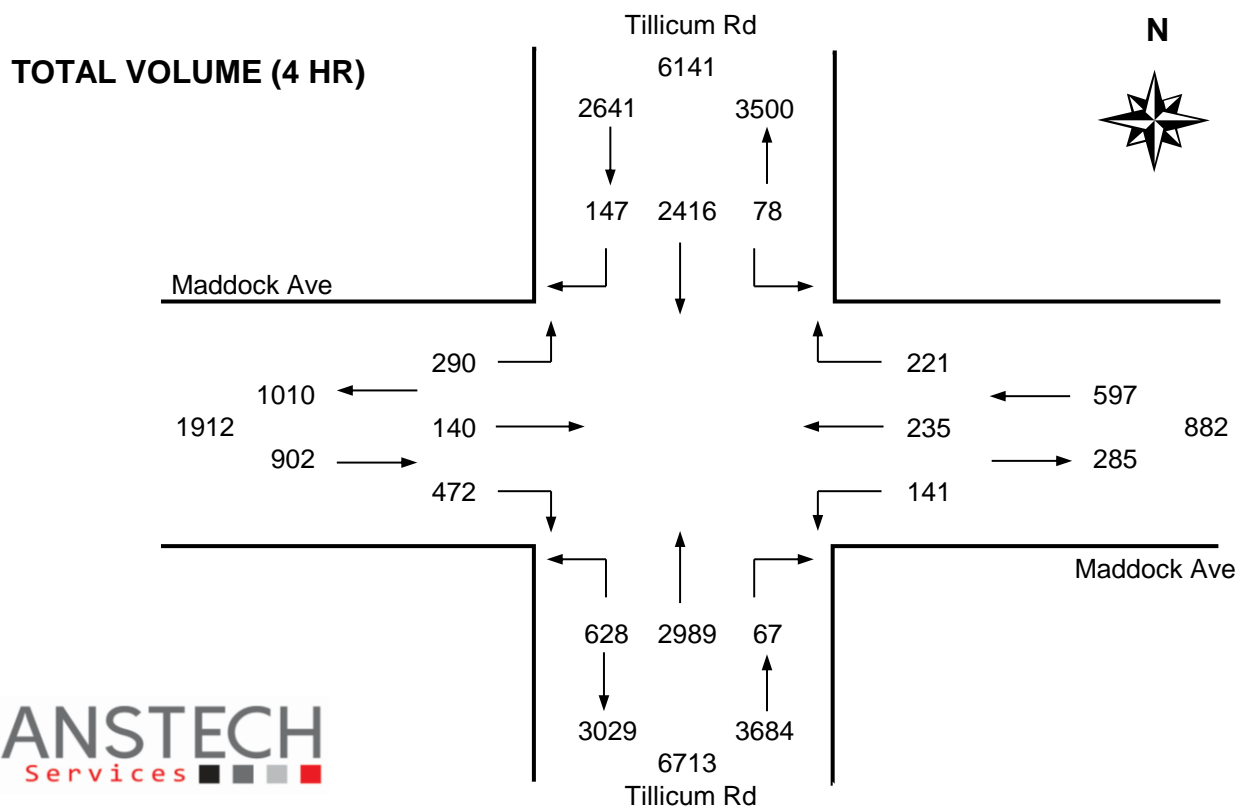 Tillicum Rd
N
TOTAL VOLUME (4 HR)
6141
2641 3500
147 2416 78
Maddock Ave
290 221
1010 597
1912 140 235 882
902 285
472 141
Maddock Ave
628 2989 67
3029 3684
6713
Tillicum Rd
ANSTECH
Services